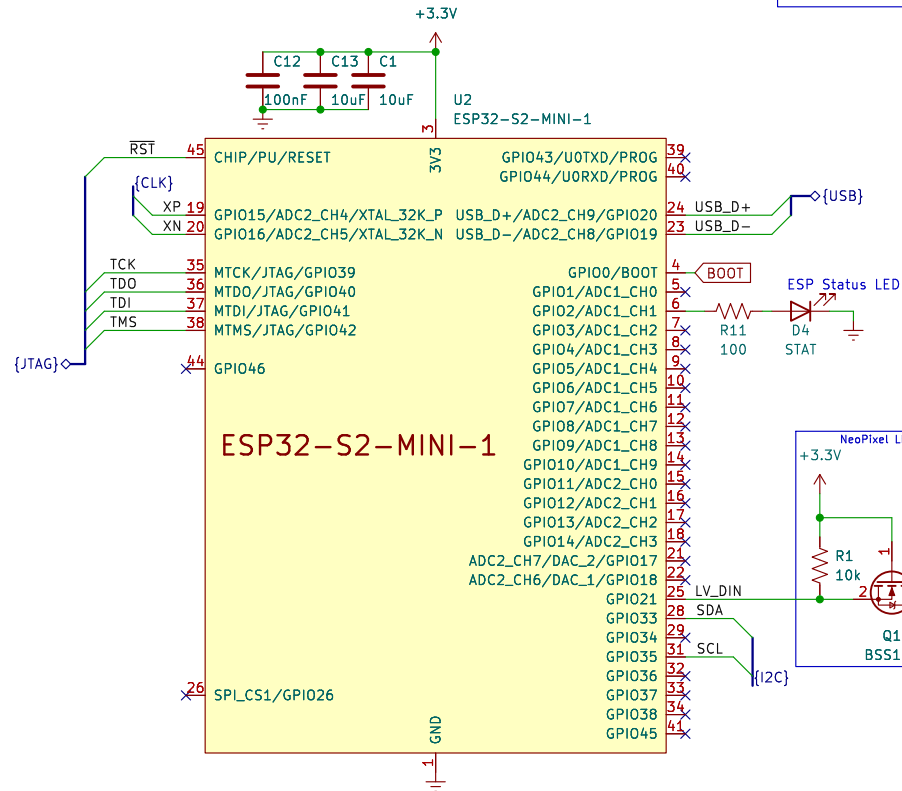 +3.3V
C12
C13
C1
100nF
10uF
10uF
U2
ESP32-S2-MINI-1
3
3V3
RST
45
CHIP/PU/RESET
{CLK}
XP
19
GPIO15/ADC2_CH4/XTAL_32K_P
XN
20
GPIO16/ADC2_CH5/XTAL_32K_N
TCK
35
MTCK/JTAG/GPIO39
TDO
36
MTDO/JTAG/GPIO40
TDI
37
MTDI/JTAG/GPIO41
TMS
38
MTMS/JTAG/GPIO42
{JTAG}
44
GPIO46
ESP32-S2-MINI-1
26
SPI_CS1/GPIO26
GND
1
GPIO43/U0TXD/PROG
39
GPIO44/U0RXD/PROG
40
USB_D+/ADC2_CH9/GPIO20
24
USB_D+
{USB}
USB_D-/ADC2_CH8/GPIO19
23
USB_D-
GPIO0/BOOT
4
BOOT
GPIO1/ADC1_CH0
5
GPIO2/ADC1_CH1
6
ESP Status LED
R11
100
D4
STAT
GPIO3/ADC1_CH2
7
GPIO4/ADC1_CH3
8
GPIO5/ADC1_CH4
9
GPIO6/ADC1_CH5
10
GPIO7/ADC1_CH6
11
GPIO8/ADC1_CH7
12
GPIO9/ADC1_CH8
13
GPIO10/ADC1_CH9
14
GPIO11/ADC2_CH0
15
GPIO12/ADC2_CH1
16
GPIO13/ADC2_CH2
17
GPIO14/ADC2_CH3
18
ADC2_CH7/DAC_2/GPIO17
21
ADC2_CH6/DAC_1/GPIO18
22
GPIO21
25
LV_DIN
GPIO33
28
SDA
GPIO34
29
GPIO35
31
SCL
{I2C}
GPIO36
32
GPIO37
33
GPIO38
34
GPIO45
41
NeoPixel L
+3.3V
R1
10k
1
2
Q1
BSS1